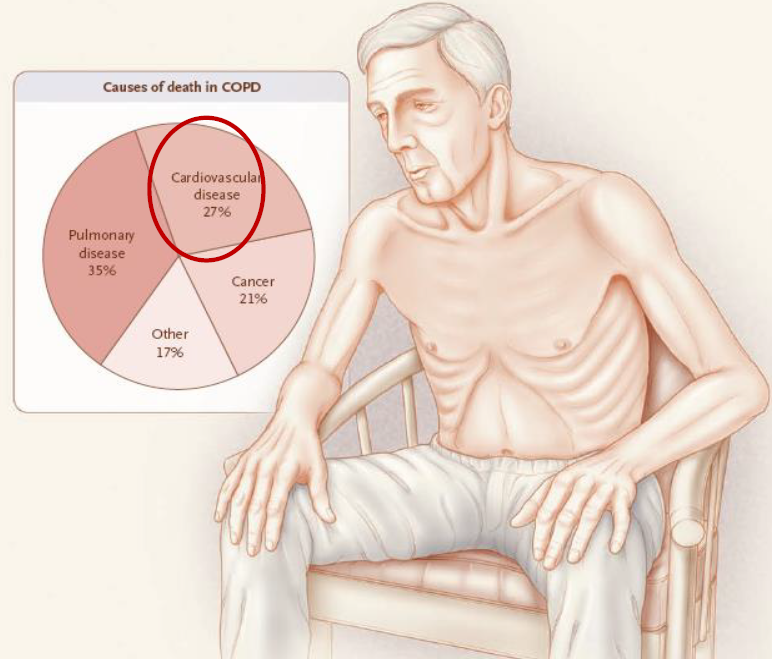 Causes of death in COPD
Cardiovascular
disease
27%
Pulmonary
disease
35%
Cancer
21%
Other
17%